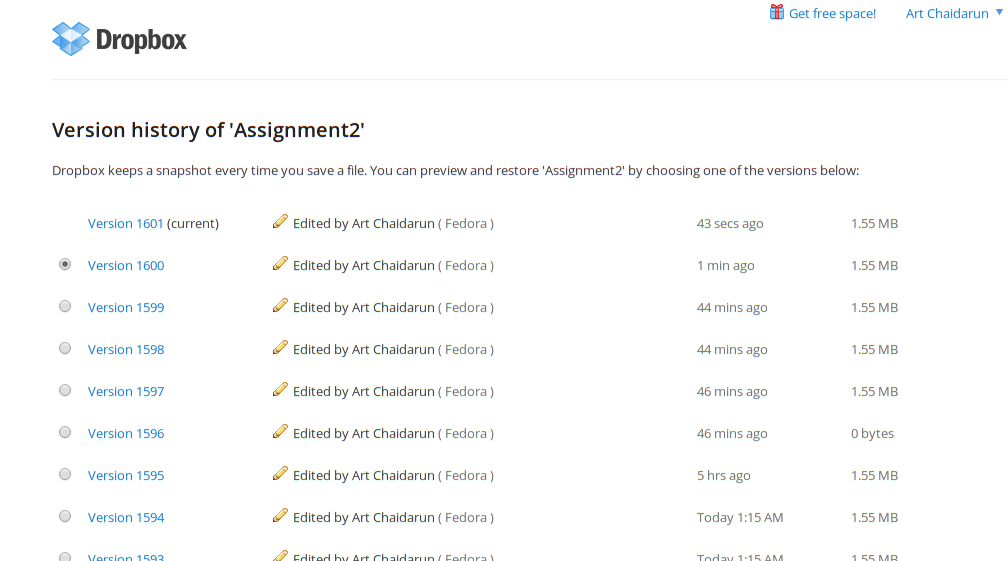 Get free space! Art Chaidarun
Dropbox
Version history of 'Assignment2'
Dropbox keeps a snapshot every time you save a file. You can preview and restore 'Assignment2' by choosing one of the versions below:
Version 1601 (current) Edited by Art Chaidarun ( Fedora ) 43 secs ago 1.55 MB
Version 1600 Edited by Art Chaidarun ( Fedora ) 1 min ago 1.55 MB
Version 1599 Edited by Art Chaidarun ( Fedora ) 44 mins ago 1.55 MB
Version 1598 Edited by Art Chaidarun ( Fedora ) 44 mins ago 1.55 MB
Version 1597 Edited by Art Chaidarun ( Fedora ) 46 mins ago 1.55 MB
Version 1596 Edited by Art Chaidarun ( Fedora ) 46 mins ago 0 bytes
Version 1595 Edited by Art Chaidarun ( Fedora ) 5 hrs ago 1.55 MB
Version 1594 Edited by Art Chaidarun ( Fedora ) Today 1:15 AM 1.55 MB
Version 1593 Edited by Art Chaidarun ( Fedora ) Today 1:15 AM 1.55 MB